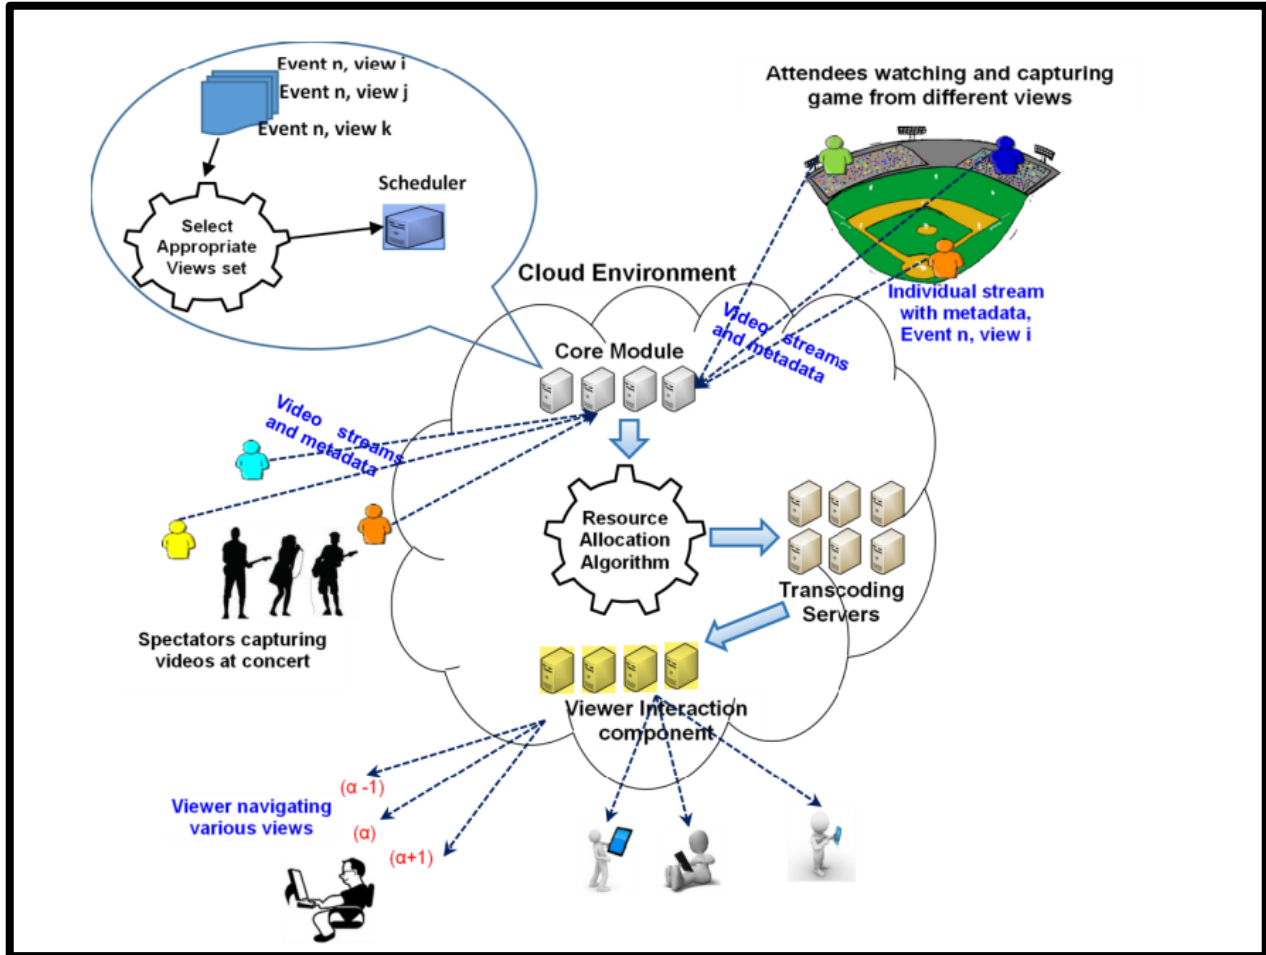 Event n, view i
Event n, view j
Event n, view k
Select
Appropriate
Views set
Scheduler
Attendees watching and capturing
game from different views
Individual stream
with metadata,
Event n, view i
Cloud Environment
Video streams
and metadata
Core Module
Video streams
and metadata
Resource
Allocation
Algorithm
Transcoding
Servers
Spectators capturing
videos at concert
Viewer Interaction
component
Viewer navigating
various views
(α -1)
(α)
(α+1)